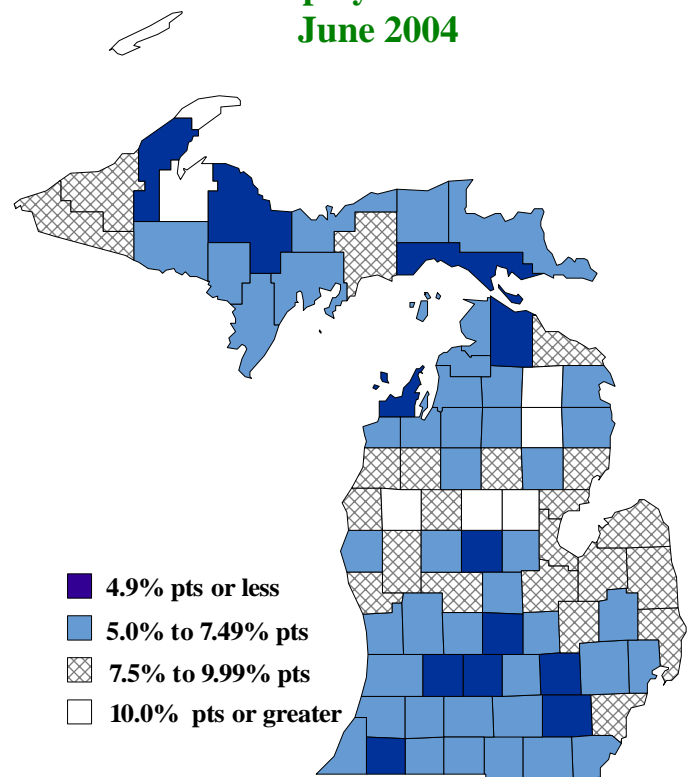 June 2004
4.9% pts or less
5.0% to 7.49% pts
7.5% to 9.99% pts
10.0% pts or greater